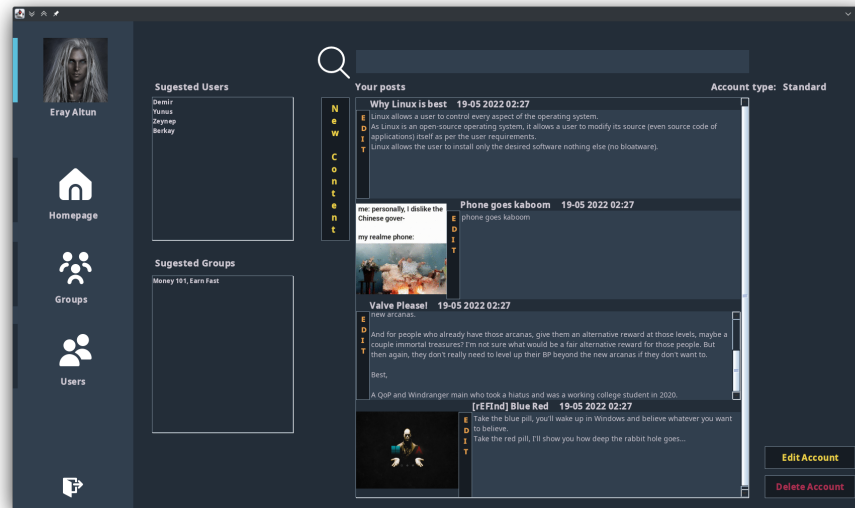 Eray Altun
Homepage
Groups
Users
Sugested Users
Demir
Yunus
Zeynep
Berkay
Sugested Groups
Money 101, Earn Fast
New Content
Your posts
Account type: Standard
Why Linux is best 19-05 2022 02:27
EDIT
Linux allows a user to control every aspect of the operating system.
As Linux is an open-source operating system, it allows a user to modify its source (even source code of
applications) itself as per the user requirements.
Linux allows the user to install only the desired software nothing else (no bloatware).
me: personally, I dislike the
Chinese gover-
my realme phone:
Phone goes kaboom 19-05 2022 02:27
EDIT
phone goes kaboom
Valve Please! 19-05 2022 02:27
EDIT
new arcanas.
And for people who already have those arcanas, give them an alternative reward at those levels, maybe a
couple immortal treasures? I'm not sure what would be a fair alternative reward for those people. But
then again, they don't really need to level up their BP beyond the new arcanas if they don't want to.
Best,
A QoP and Windranger main who took a hiatus and was a working college student in 2020.
[rEFInd] Blue Red 19-05 2022 02:27
EDIT
Take the blue pill, you'll wake up in Windows and believe whatever you want
to believe.
Take the red pill, I'll show you how deep the rabbit hole goes...
Edit Account
Delete Account